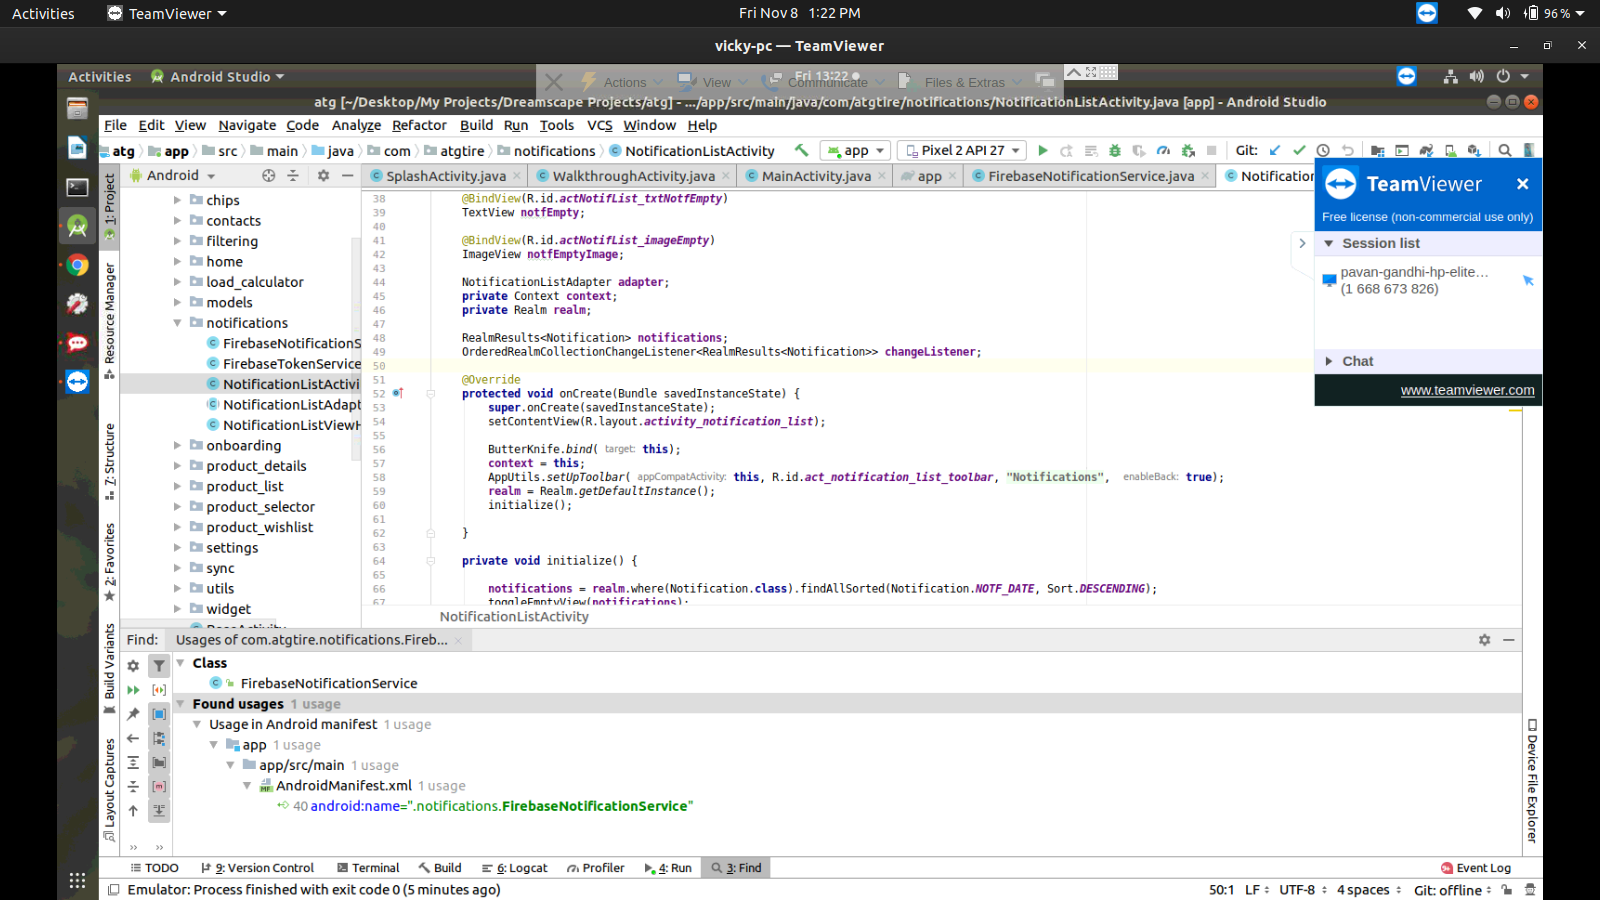 Activities TeamViewer Fri Nov 8 1:22 PM 96 %
vicky-pc — TeamViewer
Activities Android Studio Fri 13:22
Actions View Communicate Files & Extras
atg [~/Desktop/My Projects/Dreamscape Projects/atg] - .../app/src/main/java/com/atgtire/notifications/NotificationListActivity.java [app] - Android Studio
File Edit View Navigate Code Analyze Refactor Build Run Tools VCS Window Help
atg app src main java com atgtire notifications NotificationListActivity app Pixel 2 API 27 Git:
Android SplashActivity.java WalkthroughActivity.java MainActivity.java app FirebaseNotificationService.java Notification
1: Project
Resource Manager
7: Structure
2: Favorites
Build Variants
Layout Captures
chips
contacts
filtering
home
load_calculator
models
notifications
FirebaseNotificationS
FirebaseTokenService
NotificationListActivi
NotificationListAdapt
NotificationListViewH
onboarding
product_details
product_list
product_selector
product_wishlist
settings
sync
utils
widget
BaseActivity
38 @BindView(R.id.actNotifList_txtNotfEmpty)
39 TextView notfEmpty;
40
41 @BindView(R.id.actNotifList_imageEmpty)
42 ImageView notfEmptyImage;
43
44 NotificationListAdapter adapter;
45 private Context context;
46 private Realm realm;
47
48 RealmResults<Notification> notifications;
49 OrderedRealmCollectionChangeListener<RealmResults<Notification>> changeListener;
50
51 @Override
52 protected void onCreate(Bundle savedInstanceState) {
53 super.onCreate(savedInstanceState);
54 setContentView(R.layout.activity_notification_list);
55
56 ButterKnife.bind( target: this);
57 context = this;
58 AppUtils.setUpToolbar( appCompatActivity: this, R.id.act_notification_list_toolbar, "Notifications", enableBack: true);
59 realm = Realm.getDefaultInstance();
60 initialize();
61
62 }
63
64 private void initialize() {
65
66 notifications = realm.where(Notification.class).findAllSorted(Notification.NOTF_DATE, Sort.DESCENDING);
67 toggleEmptyView(notifications);
NotificationListActivity
TeamViewer
Free license (non-commercial use only)
Session list
pavan-gandhi-hp-elite...
(1 668 673 826)
Chat
www.teamviewer.com
Find: Usages of com.atgtire.notifications.Fireb...
Class
FirebaseNotificationService
Found usages 1 usage
Usage in Android manifest 1 usage
app 1 usage
app/src/main 1 usage
AndroidManifest.xml 1 usage
40 android:name=".notifications.FirebaseNotificationService"
Device File Explorer
TODO 9: Version Control Terminal Build 6: Logcat Profiler 4: Run 3: Find Event Log
Emulator: Process finished with exit code 0 (5 minutes ago) 50:1 LF UTF-8 4 spaces Git: offline